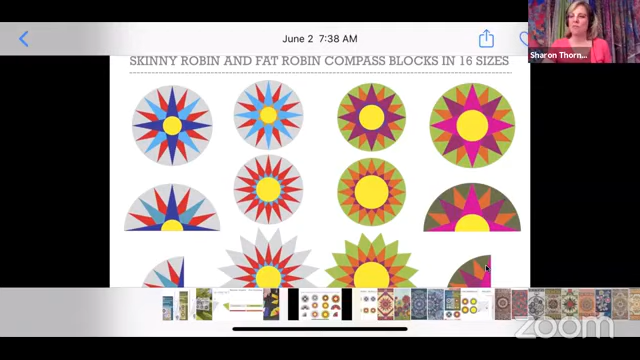 June 2 7:38 AM
Sharon Thorn...
SKINNY ROBIN AND FAT ROBIN COMPASS BLOCKS IN 16 SIZES
zoom